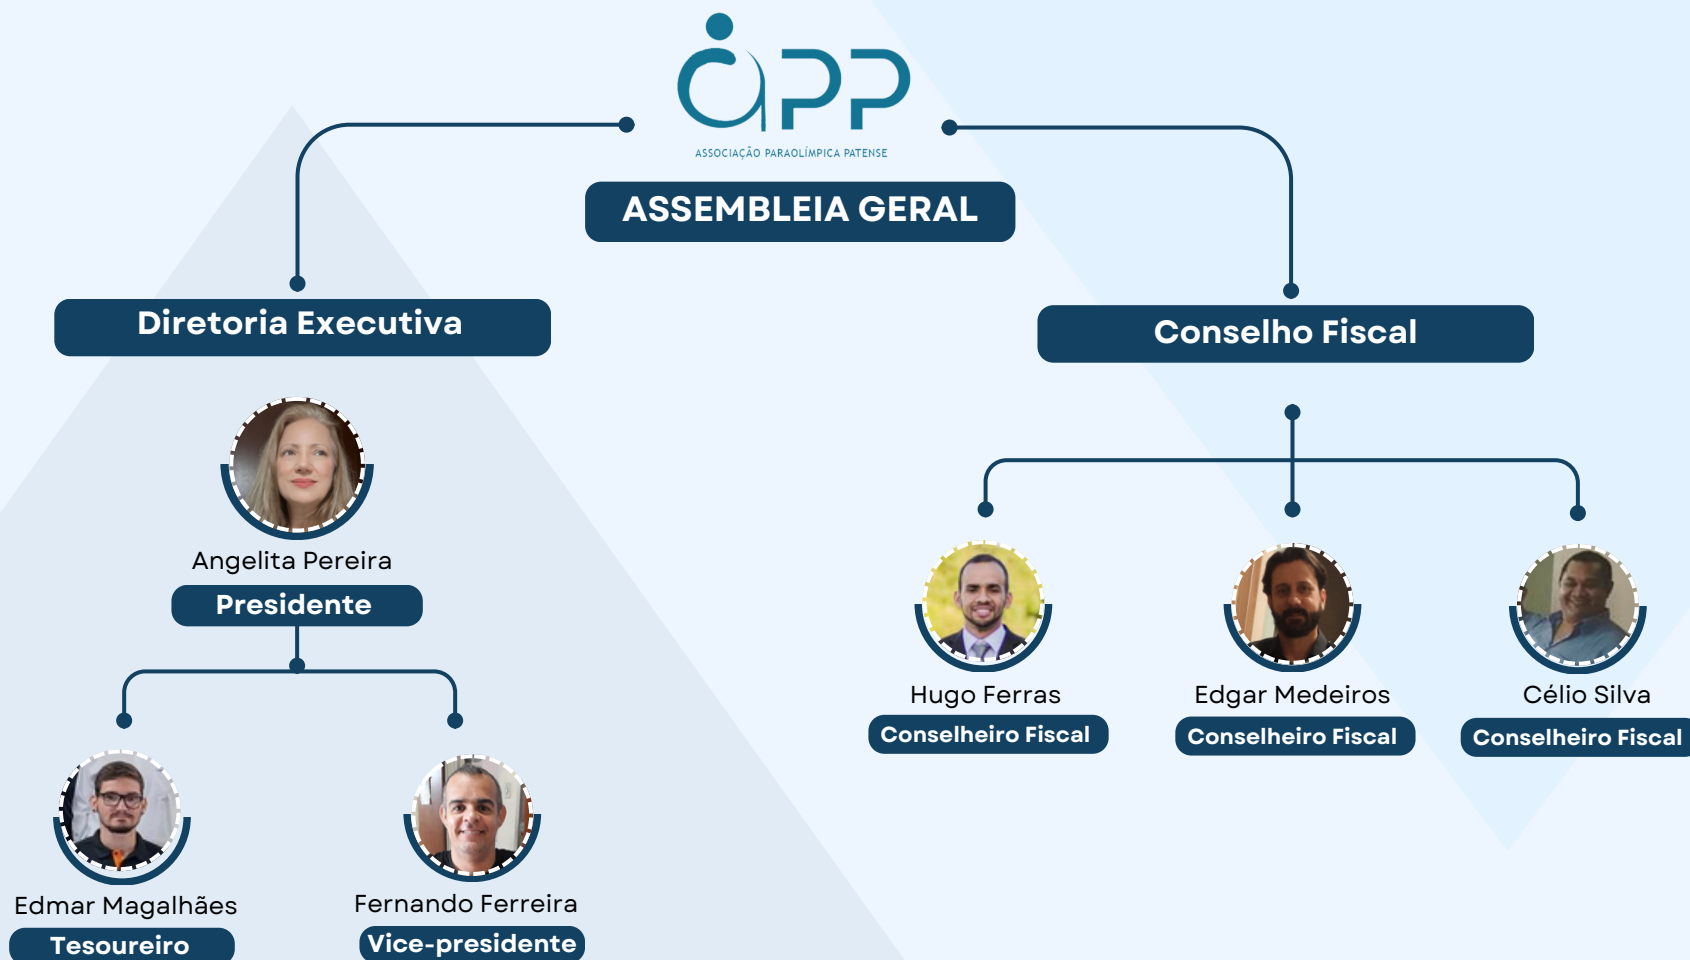 aPP
ASSOCIAÇÃO PARAOLÍMPICA PATENSE
ASSEMBLEIA GERAL
Diretoria Executiva
Angelita Pereira
Presidente
Edmar Magalhães
Tesoureiro
Fernando Ferreira
Vice-presidente
Conselho Fiscal
Hugo Ferras
Conselheiro Fiscal
Edgar Medeiros
Conselheiro Fiscal
Célio Silva
Conselheiro Fiscal